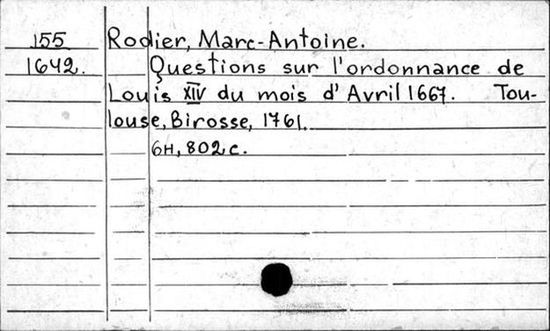 155 Rodier, Marc-Antoine.
1642. Questions sur l'ordonnance de
Louis XIV du mois d'Avril 1667. Tou-
louse, Birosse, 1761.
6H, 802 c.